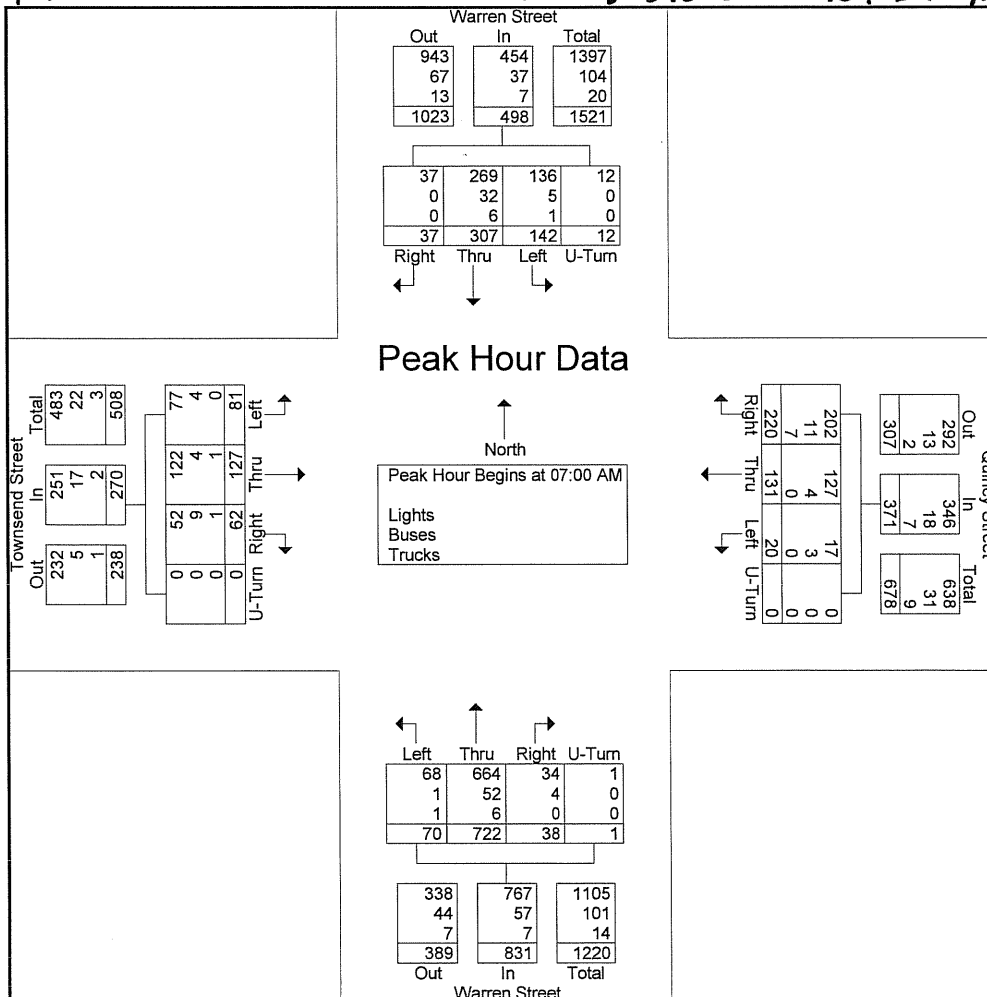 Warren Street
Out In Total
943 454 1397
67 37 104
13 7 20
1023 498 1521
37 269 136 12
0 32 5 0
0 6 1 0
37 307 142 12
Right Thru Left U-Turn
Peak Hour Data
North
Peak Hour Begins at 07:00 AM
Lights
Buses
Trucks
Townsend Street
Total In Out
483 251 232
22 17 5
3 2 1
508 270 238
77 122 52 0
4 4 9 0
0 1 1 0
81 127 62 0
Left Thru Right U-Turn
Right Thru Left U-Turn
220 131 20 0
7 0 0 0
11 4 3 0
202 127 17 0
Out In Total
292 346 638
13 18 31
2 7 9
307 371 678
Street
Left Thru Right U-Turn
68 664 34 1
1 52 4 0
1 6 0 0
70 722 38 1
338 767 1105
44 57 101
7 7 14
389 831 1220
Out In Total
Warren Street